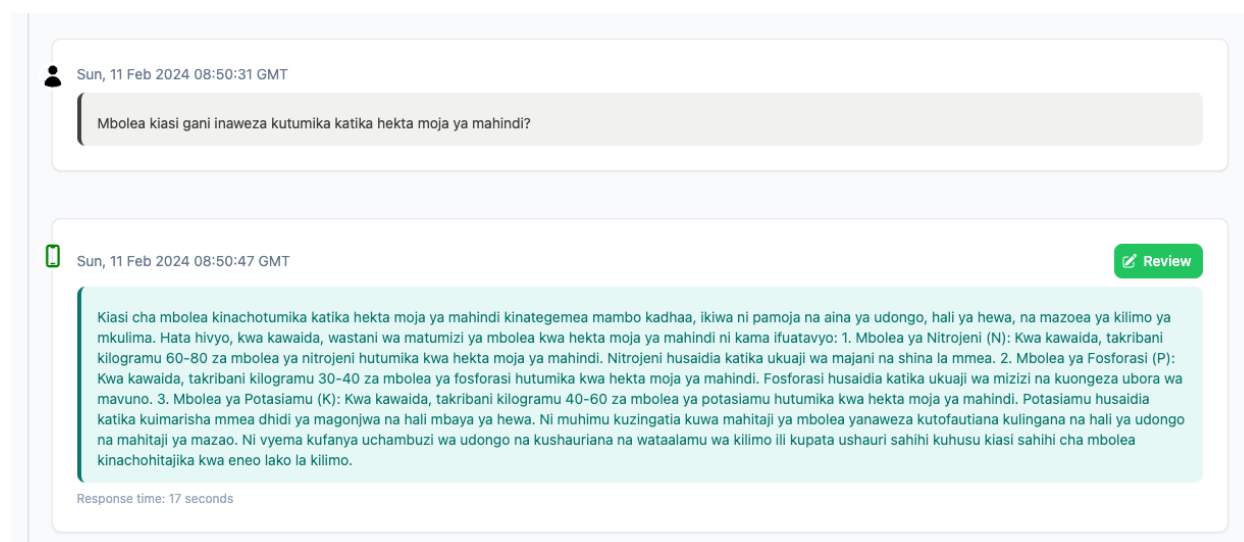 Sun, 11 Feb 2024 08:50:31 GMT
Mbolea kiasi gani inaweza kutumika katika hekta moja ya mahindi?
Sun, 11 Feb 2024 08:50:47 GMT
Review
Kiasi cha mbolea kinachotumika katika hekta moja ya mahindi kinategemea mambo kadhaa, ikiwa ni pamoja na aina ya udongo, hali ya hewa, na mazoea ya kilimo ya
mkulima. Hata hivyo, kwa kawaida, wastani wa matumizi ya mbolea kwa hekta moja ya mahindi ni kama ifuatavyo: 1. Mbolea ya Nitrojeni (N): Kwa kawaida, takribani
kilogramu 60-80 za mbolea ya nitrojeni hutumika kwa hekta moja ya mahindi. Nitrojeni husaidia katika ukuaji wa majani na shina la mmea. 2. Mbolea ya Fosforasi (P):
Kwa kawaida, takribani kilogramu 30-40 za mbolea ya fosforasi hutumika kwa hekta moja ya mahindi. Fosforasi husaidia katika ukuaji wa mizizi na kuongeza ubora wa
mavuno. 3. Mbolea ya Potasiamu (K): Kwa kawaida, takribani kilogramu 40-60 za mbolea ya potasiamu hutumika kwa hekta moja ya mahindi. Potasiamu husaidia
katika kuimarisha mmea dhidi ya magonjwa na hali mbaya ya hewa. Ni muhimu kuzingatia kuwa mahitaji ya mbolea yanaweza kutofautiana kulingana na hali ya udongo
na mahitaji ya mazao. Ni vyema kufanya uchambuzi wa udongo na kushauriana na wataalamu wa kilimo ili kupata ushauri sahihi kuhusu kiasi sahihi cha mbolea
kinachohitajika kwa eneo lako la kilimo.
Response time: 17 seconds